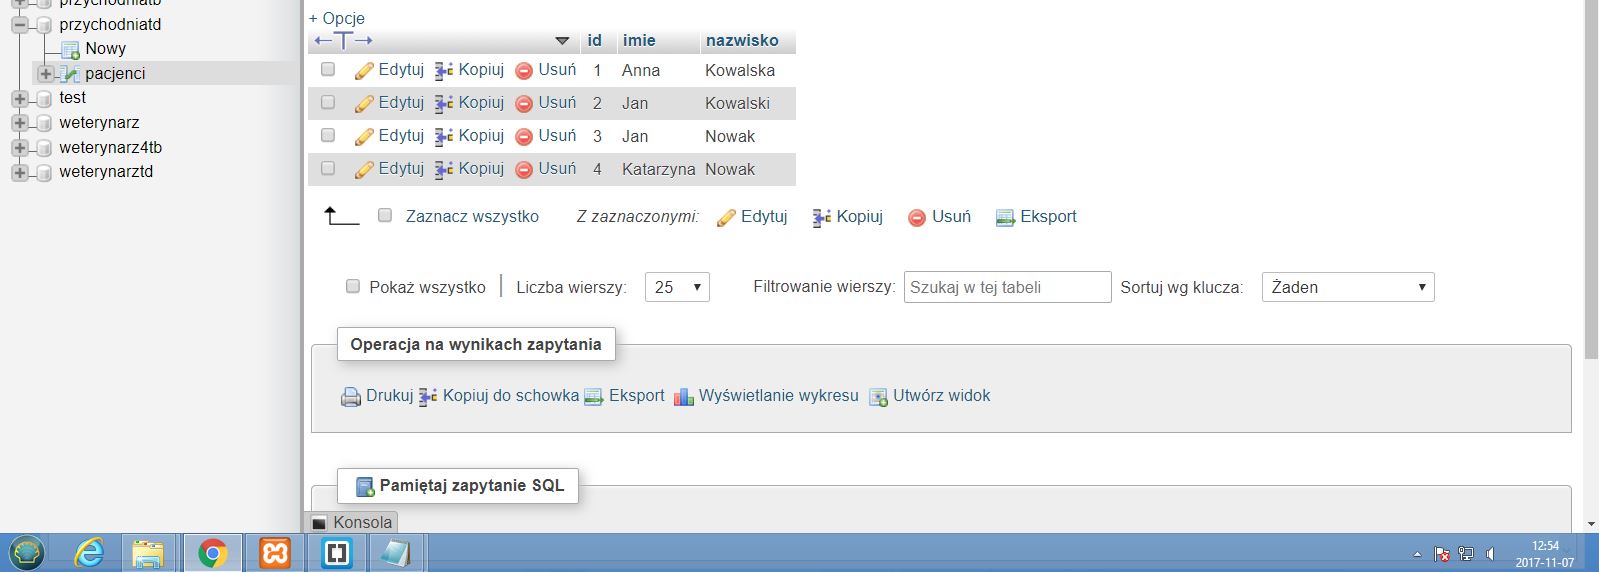 przychodniatb
przychodniatd
Nowy
pacjenci
test
weterynarz
weterynarz4tb
weterynarztd
+ Opcje
id imie nazwisko
Edytuj Kopiuj Usuń 1 Anna Kowalska
Edytuj Kopiuj Usuń 2 Jan Kowalski
Edytuj Kopiuj Usuń 3 Jan Nowak
Edytuj Kopiuj Usuń 4 Katarzyna Nowak
Zaznacz wszystko Z zaznaczonymi: Edytuj Kopiuj Usuń Eksport
Pokaż wszystko Liczba wierszy: 25 Filtrowanie wierszy: Szukaj w tej tabeli Sortuj wg klucza: Żaden
Operacja na wynikach zapytania
Drukuj Kopiuj do schowka Eksport Wyświetlanie wykresu Utwórz widok
Pamiętaj zapytanie SQL
Konsola
12:54
2017-11-07